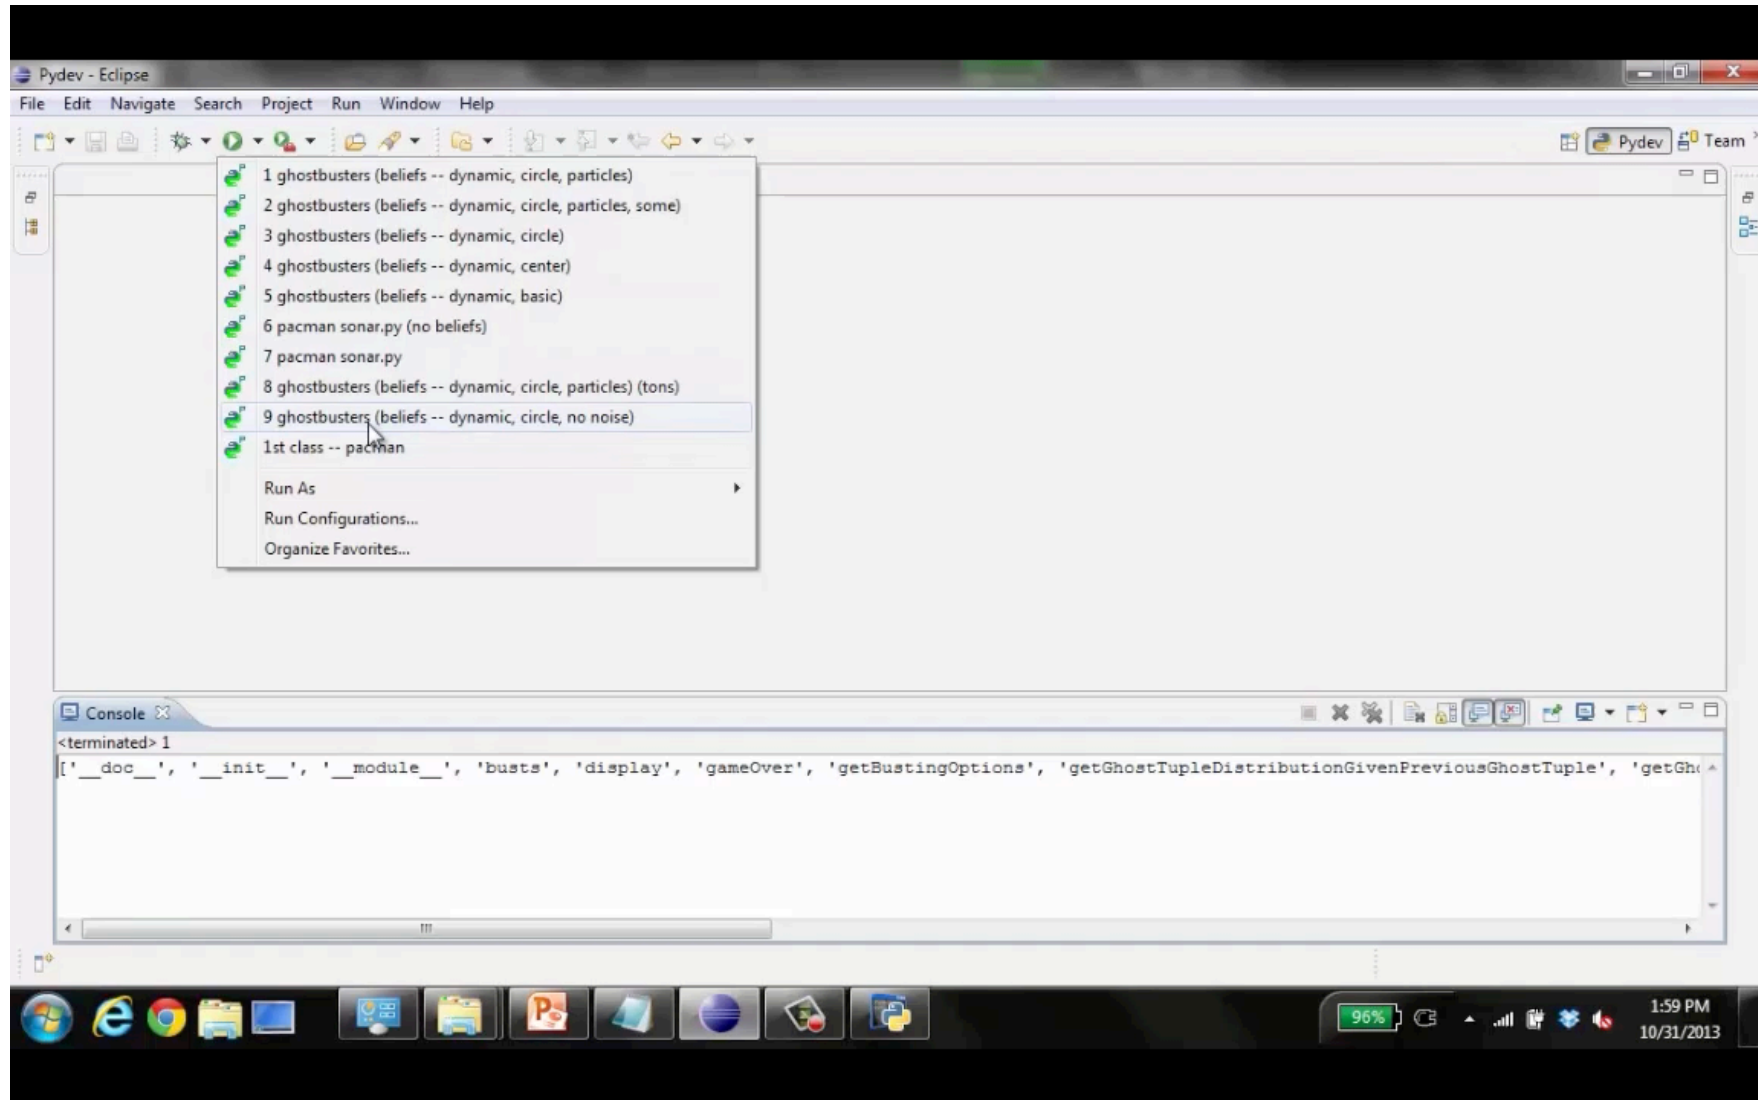 Pydev - Eclipse
File Edit Navigate Search Project Run Window Help
Pydev Team
1 ghostbusters (beliefs -- dynamic, circle, particles)
2 ghostbusters (beliefs -- dynamic, circle, particles, some)
3 ghostbusters (beliefs -- dynamic, circle)
4 ghostbusters (beliefs -- dynamic, center)
5 ghostbusters (beliefs -- dynamic, basic)
6 pacman sonar.py (no beliefs)
7 pacman sonar.py
8 ghostbusters (beliefs -- dynamic, circle, particles) (tons)
9 ghostbusters (beliefs -- dynamic, circle, no noise)
1st class -- pacman
Run As
Run Configurations...
Organize Favorites...
Console
<terminated> 1
['__doc__', '__init__', '__module__', 'busts', 'display', 'gameOver', 'getBustingOptions', 'getGhostTupleDistributionGivenPreviousGhostTuple', 'getGh
96%
1:59 PM
10/31/2013